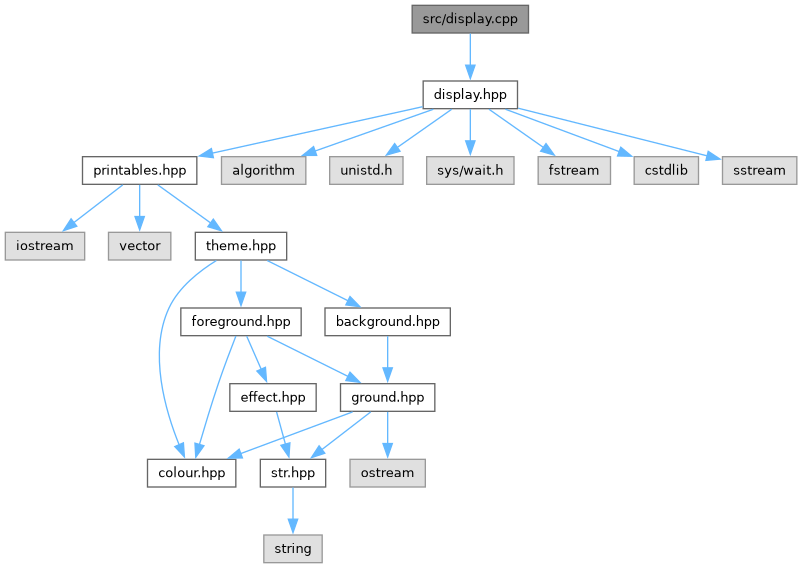 src/display.cpp
display.hpp
printables.hpp
algorithm
unistd.h
sys/wait.h
fstream
cstdlib
sstream
iostream
vector
theme.hpp
foreground.hpp
background.hpp
effect.hpp
ground.hpp
colour.hpp
str.hpp
ostream
string